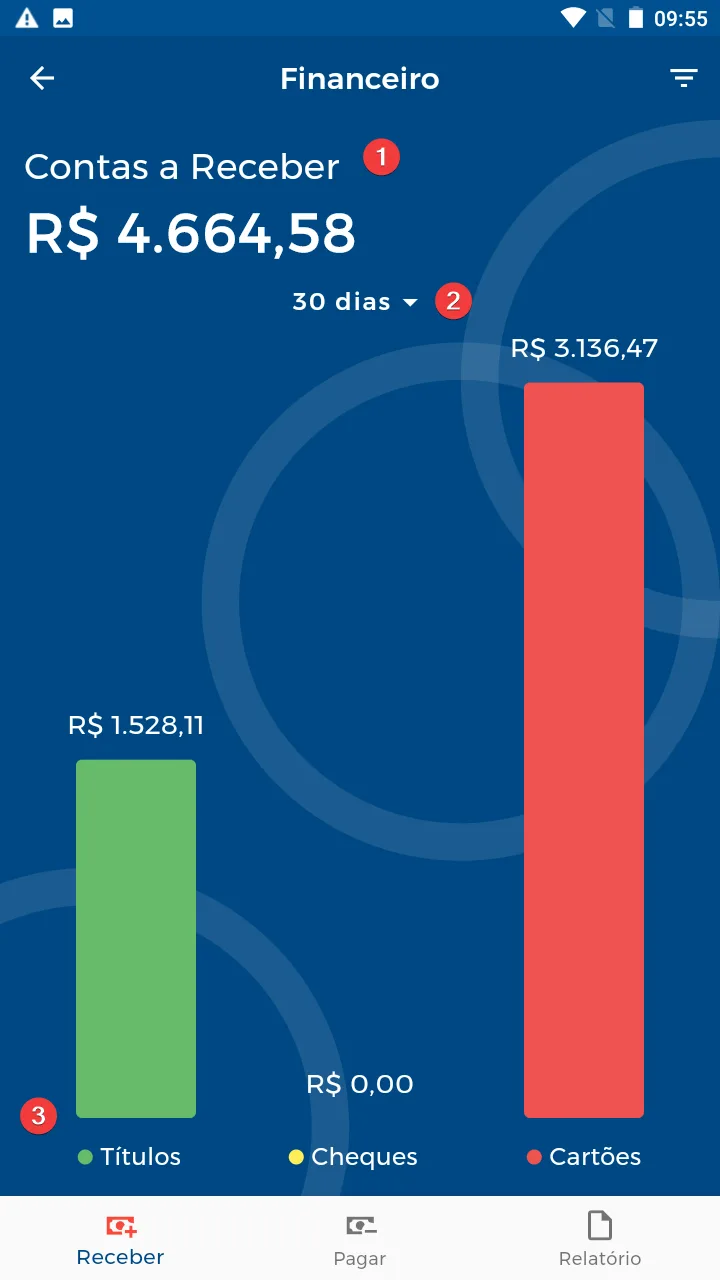 09:55
Financeiro
Contas a Receber 1
R$ 4.664,58
30 dias 2
R$ 3.136,47
R$ 1.528,11
R$ 0,00
3
Títulos Cheques Cartões
Receber Pagar Relatório